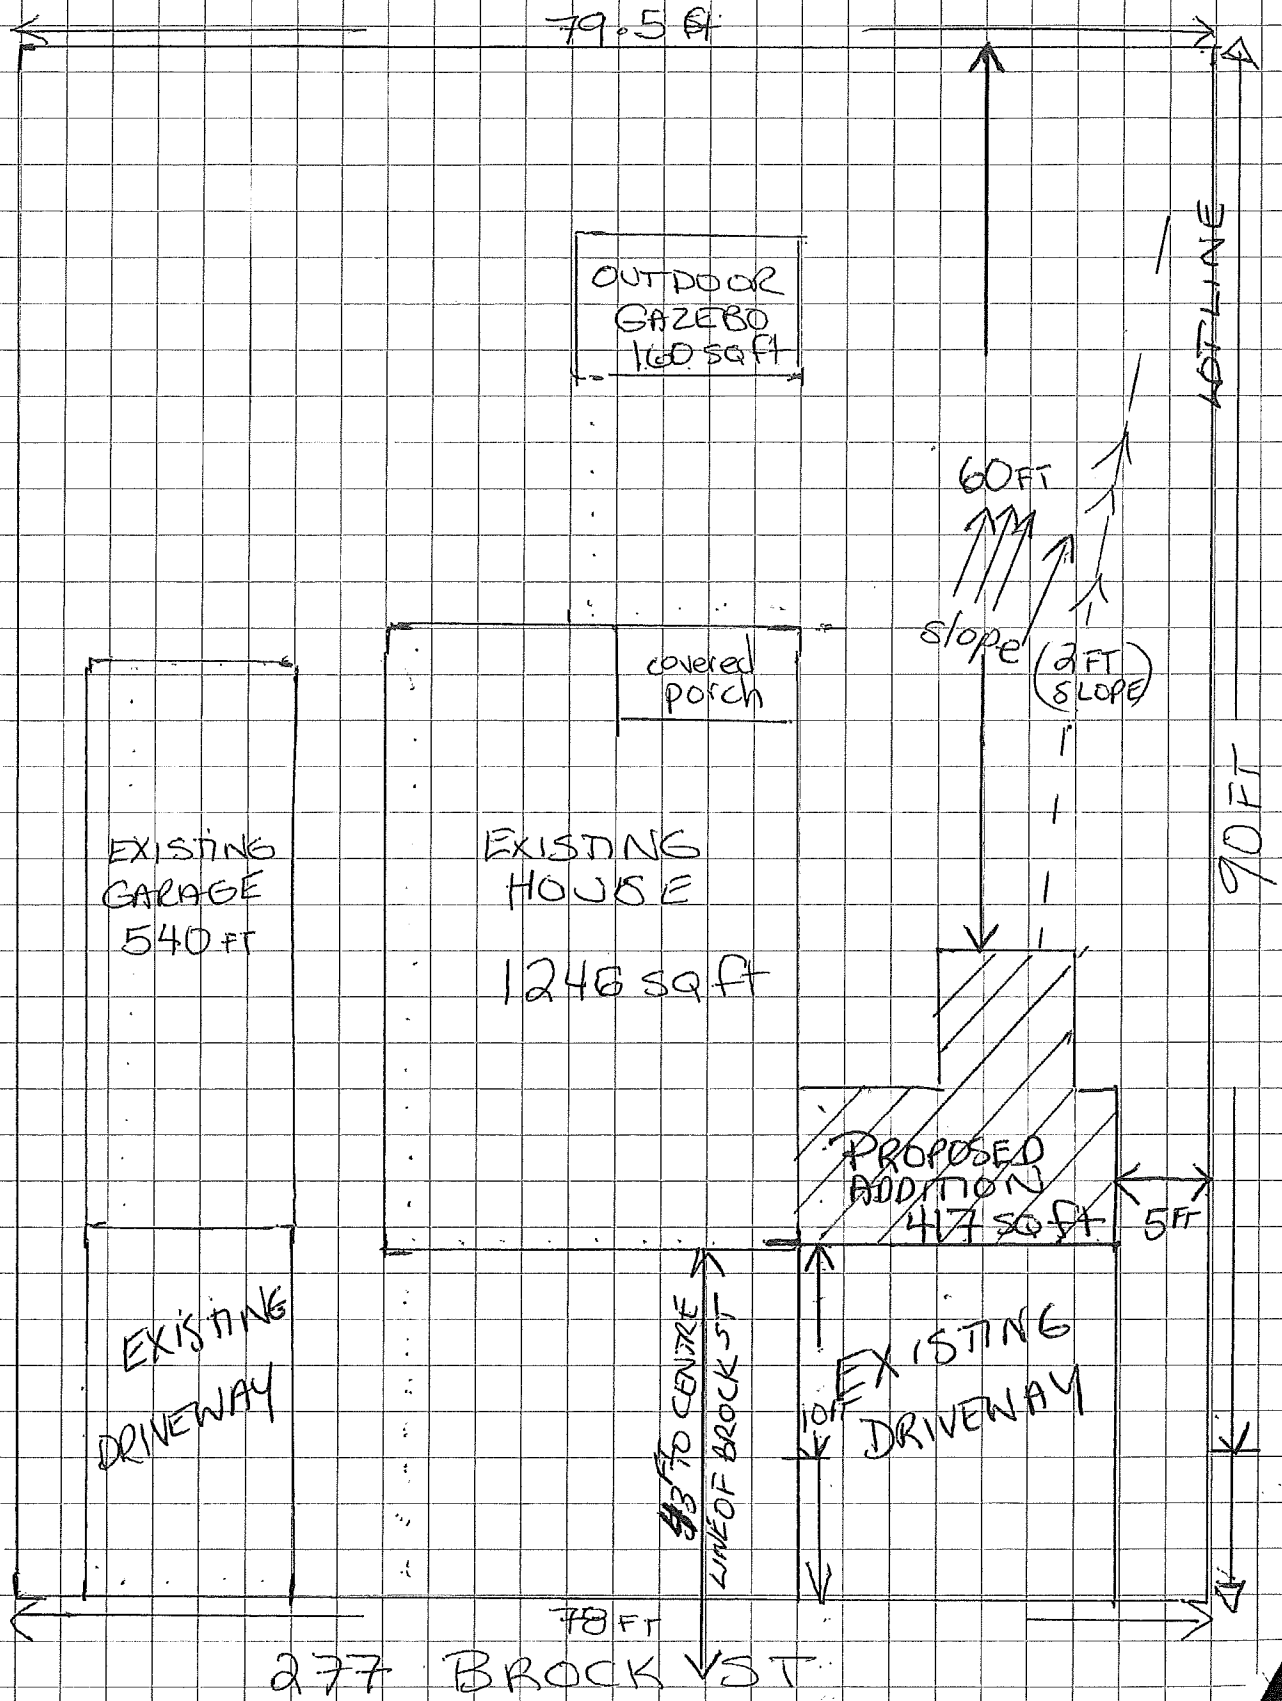 79.5 ft
OUTDOOR
GAZEBO
160 SQ ft
LOT LINE
60 FT
slope
(2 FT
SLOPE)
covered
porch
90 FT
EXISTING
GARAGE
540 FT
EXISTING
HOUSE
1246 SQ ft
PROPOSED
ADDITION
417 SQ ft
5 FT
EXISTING
DRIVEWAY
43 FT TO CENTRE
LINE OF BROCK ST
10 FT
EXISTING
DRIVEWAY
78 FT
277 BROCK ST